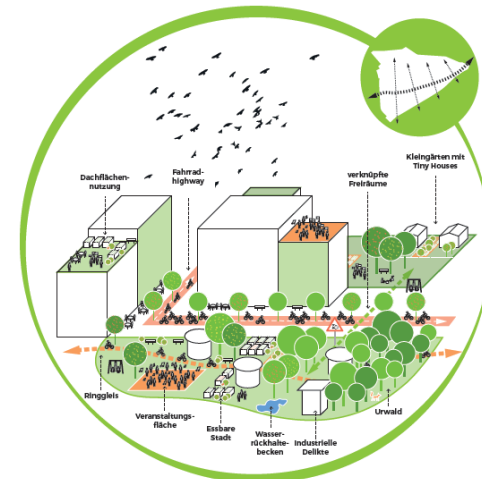 Kleingärten mit
Tiny Houses
Fahrrad-
highway
verknüpfte
Freiräume
Dachflächen-
nutzung
Ringgleis
Veranstaltungs-
fläche
Essbare
Stadt
Wasser-
rückhalte-
becken
Industrielle
Delikte
Urwald